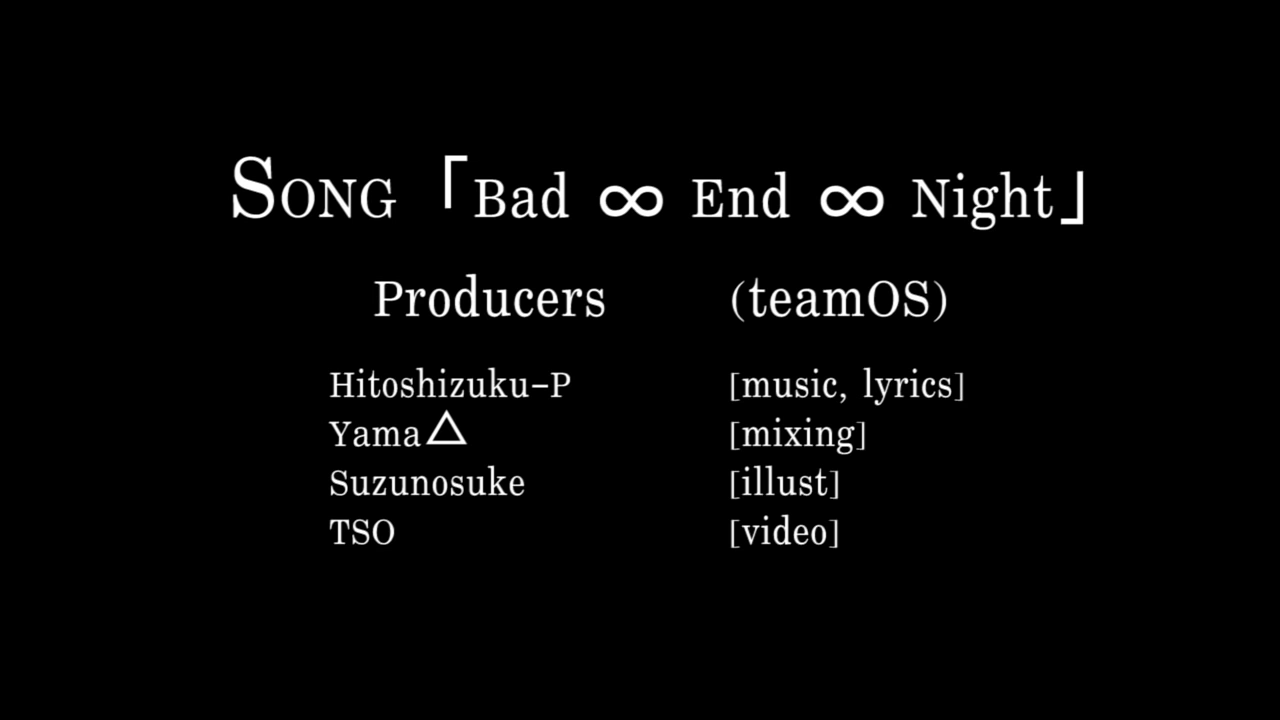 SONG「Bad ∞ End ∞ Night」
Producers (teamOS)
Hitoshizuku-P [music, lyrics]
Yama△ [mixing]
Suzunosuke [illust]
TSO [video]